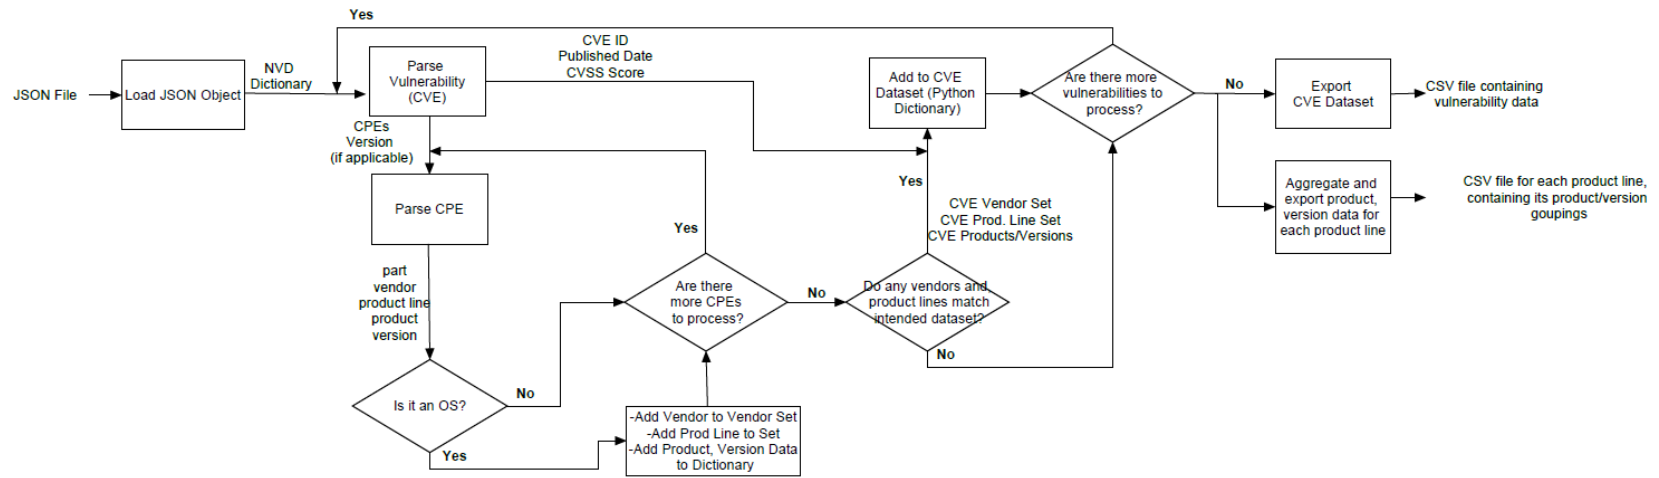 Yes
JSON File
Load JSON Object
NVD
Dictionary
Parse
Vulnerability
(CVE)
CVE ID
Published Date
CVSS Score
CPEs
Version
(if applicable)
Parse CPE
part
vendor
product line
product
version
Is it an OS?
No
Yes
-Add Vendor to Vendor Set
-Add Prod Line to Set
-Add Product, Version Data
to Dictionary
Are there
more CPEs
to process?
Yes
No
Do any vendors and
product lines match
intended dataset?
No
Yes
CVE Vendor Set
CVE Prod. Line Set
CVE Products/Versions
Add to CVE
Dataset (Python
Dictionary)
Are there more
vulnerabilities to
process?
No
Export
CVE Dataset
CSV file containing
vulnerability data
Aggregate and
export product,
version data for
each product line
CSV file for each product line,
containing its product/version
goupings